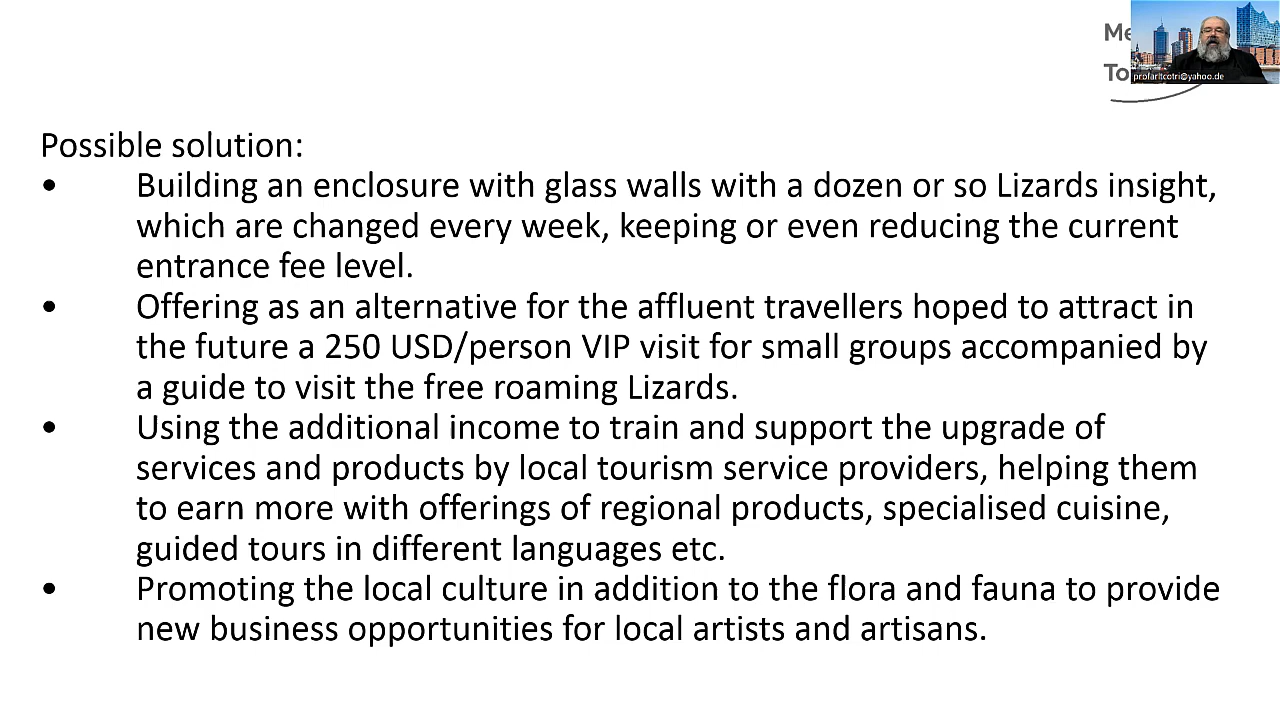 Me
To
profarltcotri@yahoo.de
Possible solution:
• Building an enclosure with glass walls with a dozen or so Lizards insight,
which are changed every week, keeping or even reducing the current
entrance fee level.
• Offering as an alternative for the affluent travellers hoped to attract in
the future a 250 USD/person VIP visit for small groups accompanied by
a guide to visit the free roaming Lizards.
• Using the additional income to train and support the upgrade of
services and products by local tourism service providers, helping them
to earn more with offerings of regional products, specialised cuisine,
guided tours in different languages etc.
• Promoting the local culture in addition to the flora and fauna to provide
new business opportunities for local artists and artisans.